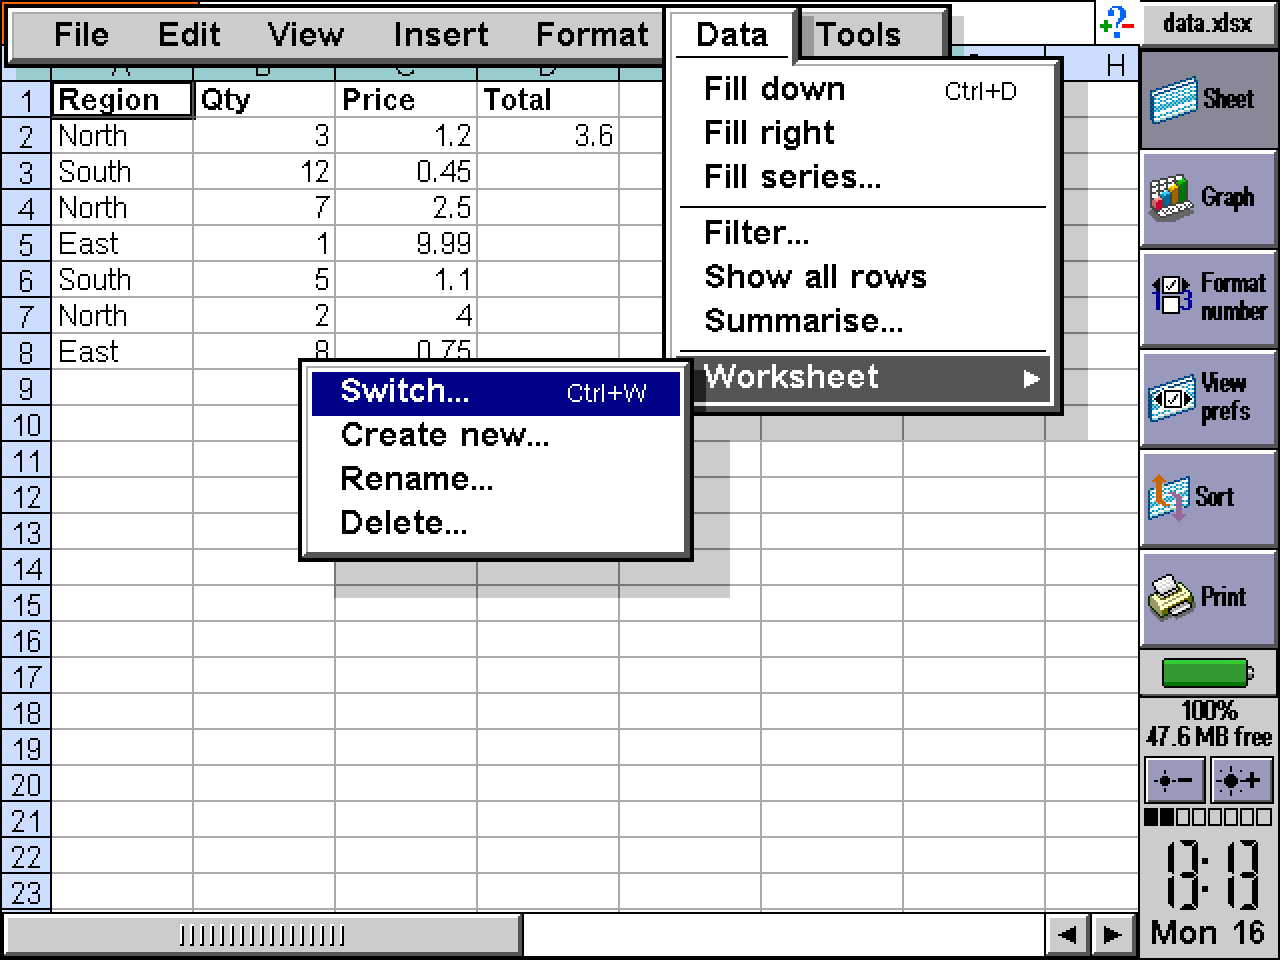 File Edit View Insert Format Data Tools
data.xlsx
H
Fill down Ctrl+D
Fill right
Fill series...
Filter...
Show all rows
Summarise...
Worksheet
Switch... Ctrl+W
Create new...
Rename...
Delete...
1 Region Qty Price Total
2 North 3 1.2 3.6
3 South 12 0.45
4 North 7 2.5
5 East 1 9.99
6 South 5 1.1
7 North 2 4
8 East 8 0.75
9
10
11
12
13
14
15
16
17
18
19
20
21
22
23
Sheet
Graph
Format
number
View
prefs
Sort
Print
100%
47.6 MB free
13:13
Mon 16